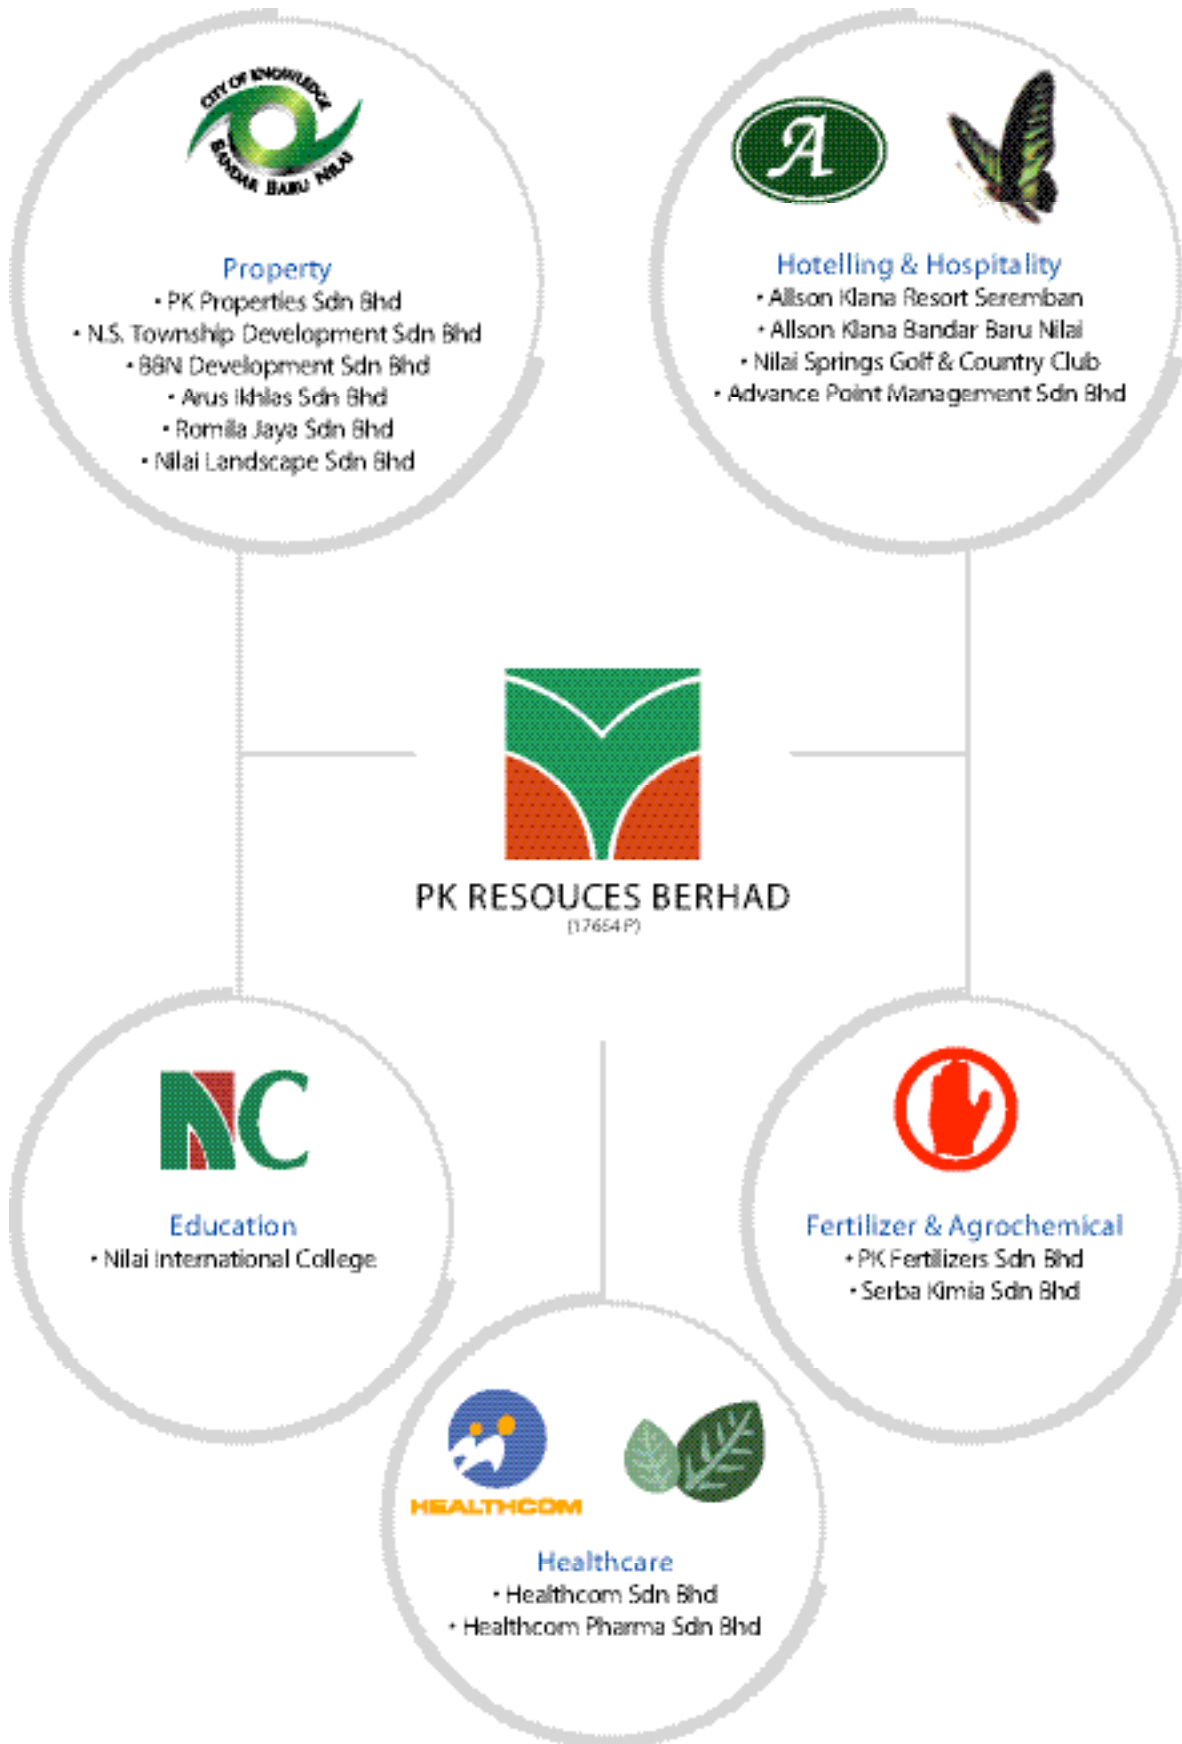 CITY OF KNOWLEDGE
BANDAR BARU NILAI
Property
• PK Properties Sdn Bhd
• N.S. Township Development Sdn Bhd
• BBN Development Sdn Bhd
• Arus Ikhlas Sdn Bhd
• Romilla Jaya Sdn Bhd
• Nilai Landscape Sdn Bhd
A
Hotelling & Hospitality
• Allson Klana Resort Seremban
• Allson Klana Bandar Baru Nilai
• Nilai Springs Golf & Country Club
• Advance Point Management Sdn Bhd
PK RESOUCES BERHAD
(17654 P)
NC
Education
• Nilai International College
Fertilizer & Agrochemical
• PK Fertilizers Sdn Bhd
• Serba Kimia Sdn Bhd
HEALTHCOM
Healthcare
• Healthcom Sdn Bhd
• Healthcom Pharma Sdn Bhd